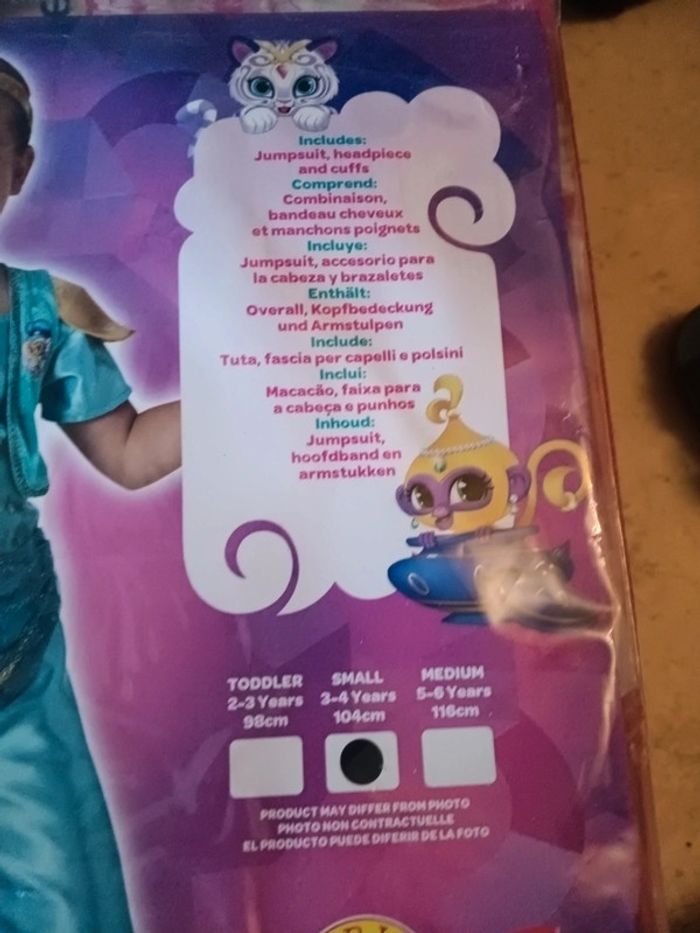 Includes:
Jumpsuit, headpiece
and cuffs
Comprend:
Combinaison,
bandeau cheveux
et manchons poignets
Incluye:
Jumpsuit, accesorio para
la cabeza y brazaletes
Enthält:
Overall, Kopfbedeckung
und Armstulpen
Include:
Tuta, fascia per capelli e polsini
Inclui:
Macacão, faixa para
a cabeça e punhos
Inhoud:
Jumpsuit,
hoofdband en
armstukken
TODDLER SMALL MEDIUM
2-3 Years 3-4 Years 5-6 Years
98cm 104cm 116cm
PRODUCT MAY DIFFER FROM PHOTO
PHOTO NON CONTRACTUELLE
EL PRODUCTO PUEDE DIFERIR DE LA FOTO